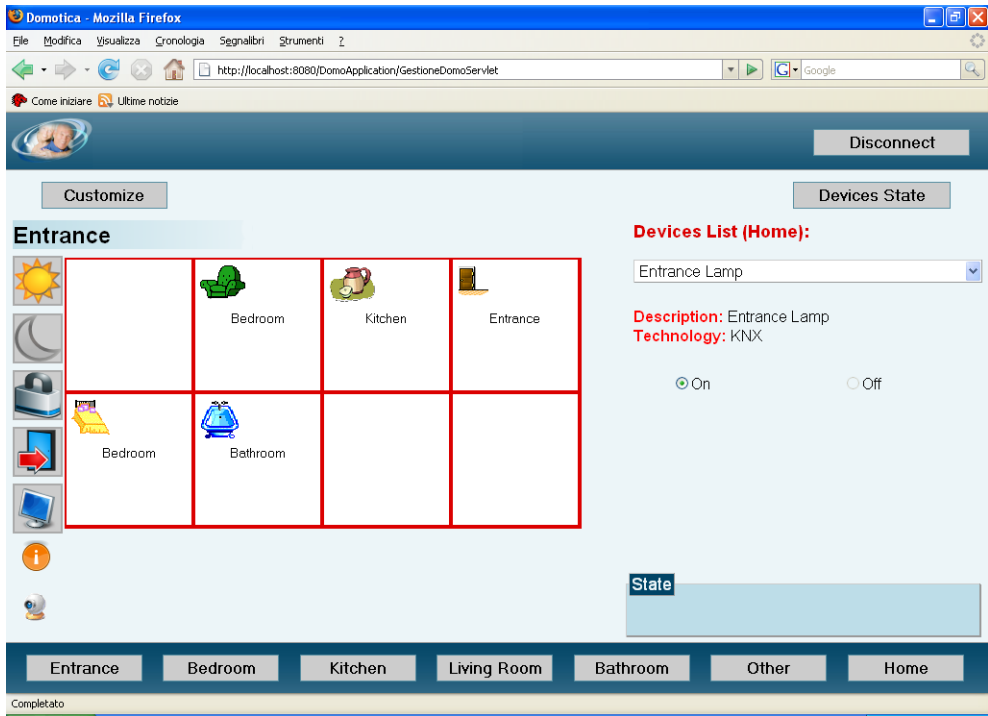 Domotica - Mozilla Firefox
File Modifica Visualizza Cronologia Segnalibri Strumenti ?
http://localhost:8080/DomoApplication/GestioneDomoServlet
G Google
Come iniziare Ultime notizie
Disconnect
Customize
Devices State
Entrance
Devices List (Home):
Entrance Lamp
Bedroom Kitchen Entrance
Description: Entrance Lamp
Technology: KNX
On Off
Bedroom Bathroom
i
State
Entrance Bedroom Kitchen Living Room Bathroom Other Home
Completato